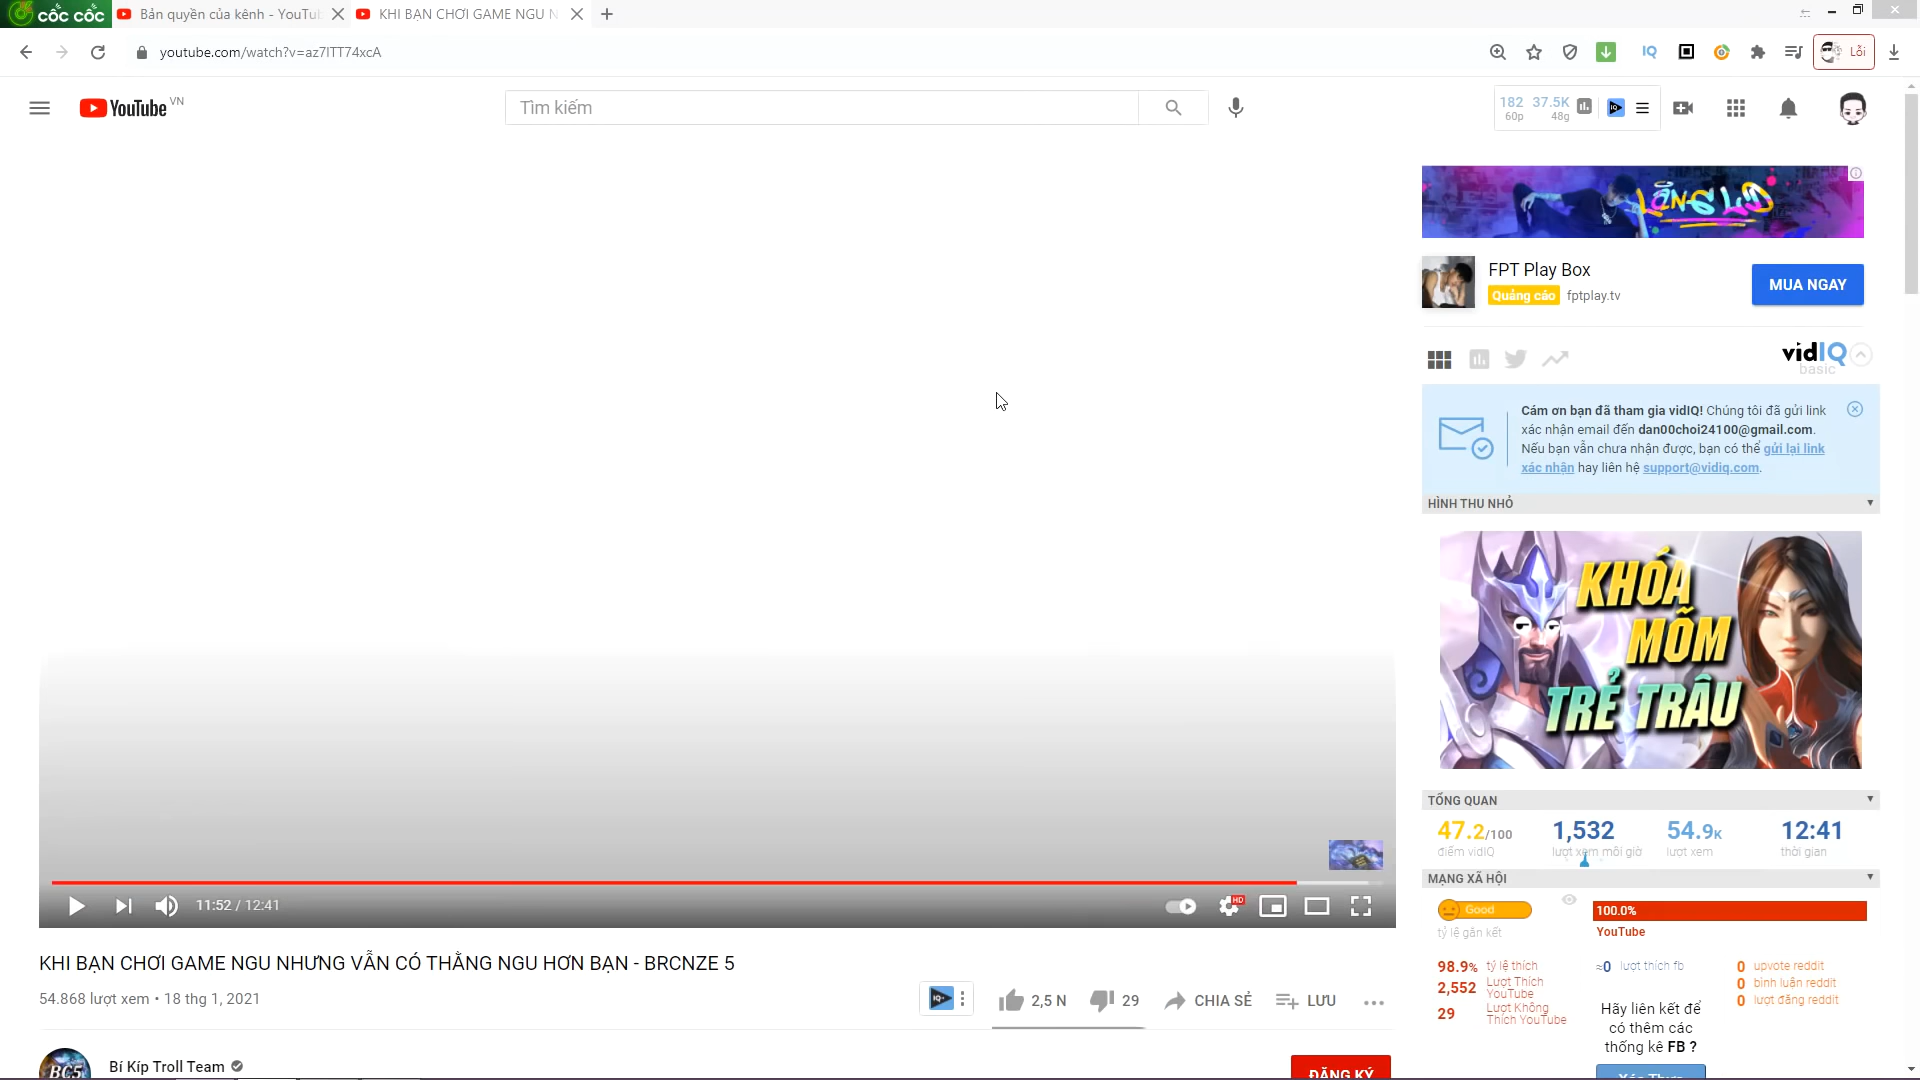 cốc cốc
Bản quyền của kênh - YouTub
KHI BẠN CHƠI GAME NGU N
youtube.com/watch?v=az7lTT74xcA
IQ
Lỗi
YouTube VN
Tìm kiếm
182 37.5K
60p 48g
LÃNG LU
FPT Play Box
Quảng cáo fptplay.tv
MUA NGAY
vidIQ
basic
Cám ơn bạn đã tham gia vidIQ! Chúng tôi đã gửi link
xác nhận email đến dan00choi24100@gmail.com.
Nếu bạn vẫn chưa nhận được, bạn có thể gửi lại link
xác nhận hay liên hệ support@vidiq.com.
HÌNH THU NHỎ
KHÓA
MÕM
TRẺ TRÂU
TỔNG QUAN
47.2/100 1,532 54.9K 12:41
điểm vidIQ lượt xem mỗi giờ lượt xem thời gian
MẠNG XÃ HỘI
Good
100.0%
tỷ lệ gắn kết
YouTube
98.9% tỷ lệ thích
2,552 Lượt Thích
YouTube
29 Lượt Không
Thích YouTube
≈0 lượt thích fb
Hãy liên kết để
có thêm các
thống kê FB ?
0 upvote reddit
0 bình luận reddit
0 lượt đăng reddit
11:52 / 12:41
HD
KHI BẠN CHƠI GAME NGU NHƯNG VẪN CÓ THẰNG NGU HƠN BẠN - BRCNZE 5
54.868 lượt xem • 18 thg 1, 2021
IQ
2,5 N 29 CHIA SẺ LƯU
BC5
Bí Kíp Troll Team
ĐĂNG KÝ